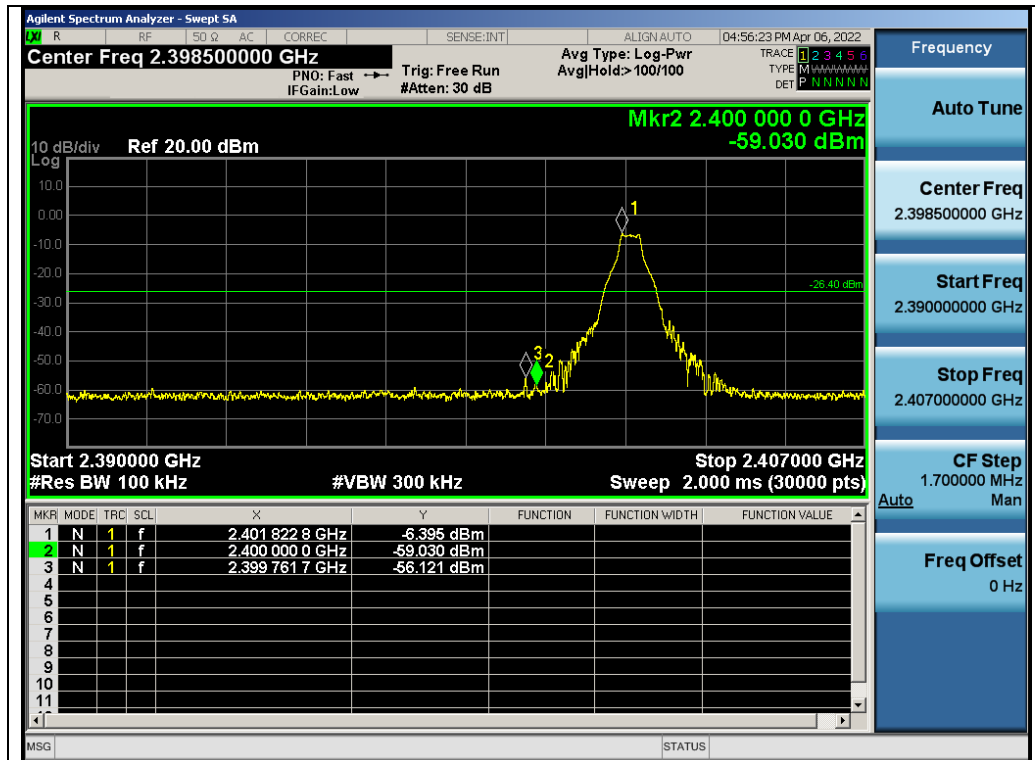 Agilent Spectrum Analyzer - Swept SA
LXI R RF 50 Ω AC CORREC SENSE:INT ALIGN AUTO 04:56:23 PM Apr 06, 2022
Center Freq 2.398500000 GHz
PNO: Fast
IFGain:Low
Trig: Free Run
#Atten: 30 dB
Avg Type: Log-Pwr
Avg|Hold:>100/100
TRACE 1 2 3 4 5 6
TYPE M
DET P N N N N N
Mkr2 2.400 000 0 GHz
-59.030 dBm
10 dB/div Ref 20.00 dBm
Log
10.0
0.00
-10.0
-20.0
-30.0
-40.0
-50.0
-60.0
-70.0
1
-26.40 dBm
3
2
Start 2.390000 GHz Stop 2.407000 GHz
#Res BW 100 kHz #VBW 300 kHz Sweep 2.000 ms (30000 pts)
MKR MODE TRC SCL X Y FUNCTION FUNCTION WIDTH FUNCTION VALUE
1 N 1 f 2.401 822 8 GHz -6.395 dBm
2 N 1 f 2.400 000 0 GHz -59.030 dBm
3 N 1 f 2.399 761 7 GHz -56.121 dBm
4
5
6
7
8
9
10
11
MSG STATUS
Frequency
Auto Tune
Center Freq
2.398500000 GHz
Start Freq
2.390000000 GHz
Stop Freq
2.407000000 GHz
CF Step
1.700000 MHz
Auto Man
Freq Offset
0 Hz